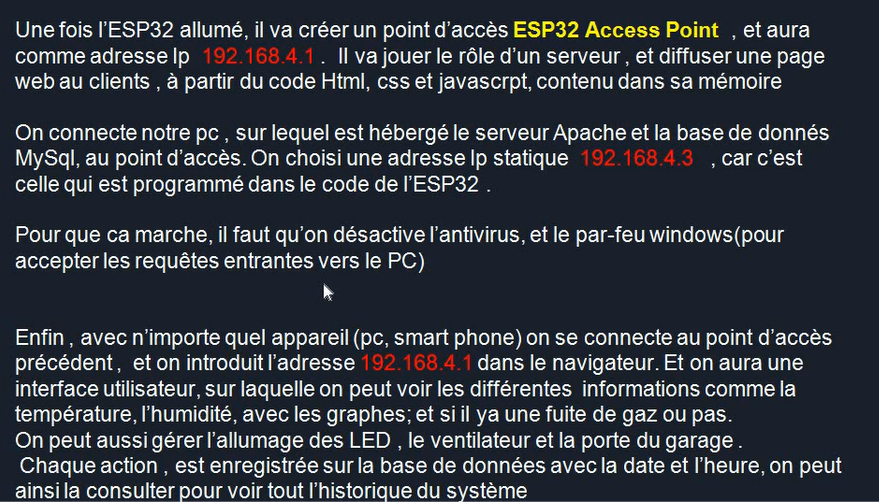 Une fois l'ESP32 allumé, il va créer un point d'accès ESP32 Access Point , et aura
comme adresse Ip 192.168.4.1 . Il va jouer le rôle d'un serveur , et diffuser une page
web au clients , à partir du code Html, css et javascrpt, contenu dans sa mémoire
On connecte notre pc , sur lequel est hébergé le serveur Apache et la base de donnés
MySql, au point d'accès. On choisi une adresse Ip statique 192.168.4.3 , car c'est
celle qui est programmé dans le code de l'ESP32 .
Pour que ca marche, il faut qu'on désactive l'antivirus, et le par-feu windows(pour
accepter les requêtes entrantes vers le PC)
Enfin , avec n'importe quel appareil (pc, smart phone) on se connecte au point d'accès
précédent , et on introduit l'adresse 192.168.4.1 dans le navigateur. Et on aura une
interface utilisateur, sur laquelle on peut voir les différentes informations comme la
température, l'humidité, avec les graphes; et si il ya une fuite de gaz ou pas.
On peut aussi gérer l'allumage des LED , le ventilateur et la porte du garage .
Chaque action , est enregistrée sur la base de données avec la date et l'heure, on peut
ainsi la consulter pour voir tout l'historique du système